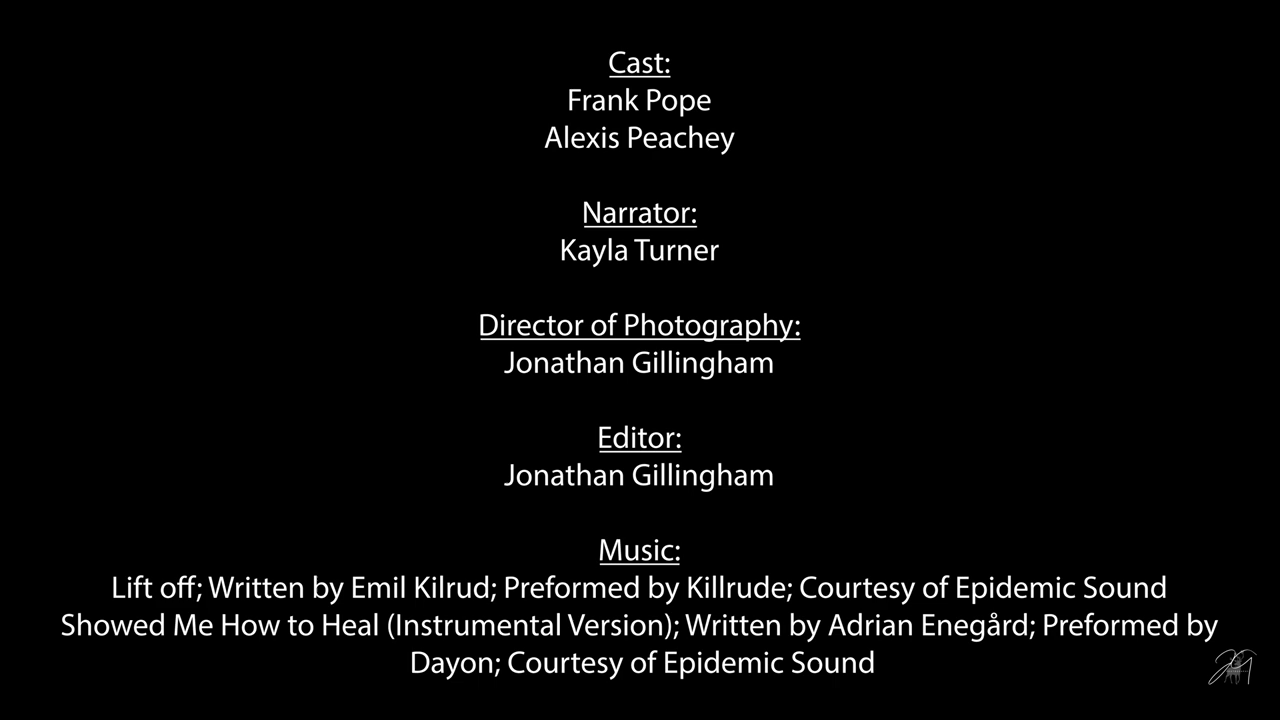 Cast:
Frank Pope
Alexis Peachey
Narrator:
Kayla Turner
Director of Photography:
Jonathan Gillingham
Editor:
Jonathan Gillingham
Music:
Lift off; Written by Emil Kilrud; Preformed by Killrude; Courtesy of Epidemic Sound
Showed Me How to Heal (Instrumental Version); Written by Adrian Enegård; Preformed by
Dayon; Courtesy of Epidemic Sound